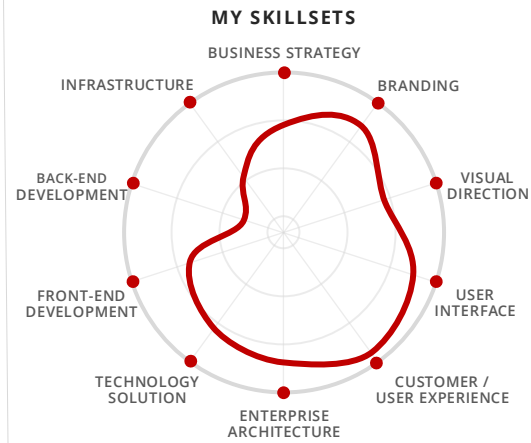 MY SKILLSETS
BUSINESS STRATEGY
INFRASTRUCTURE
BRANDING
BACK-END
DEVELOPMENT
VISUAL
DIRECTION
FRONT-END
DEVELOPMENT
USER
INTERFACE
TECHNOLOGY
SOLUTION
CUSTOMER /
USER EXPERIENCE
ENTERPRISE
ARCHITECTURE